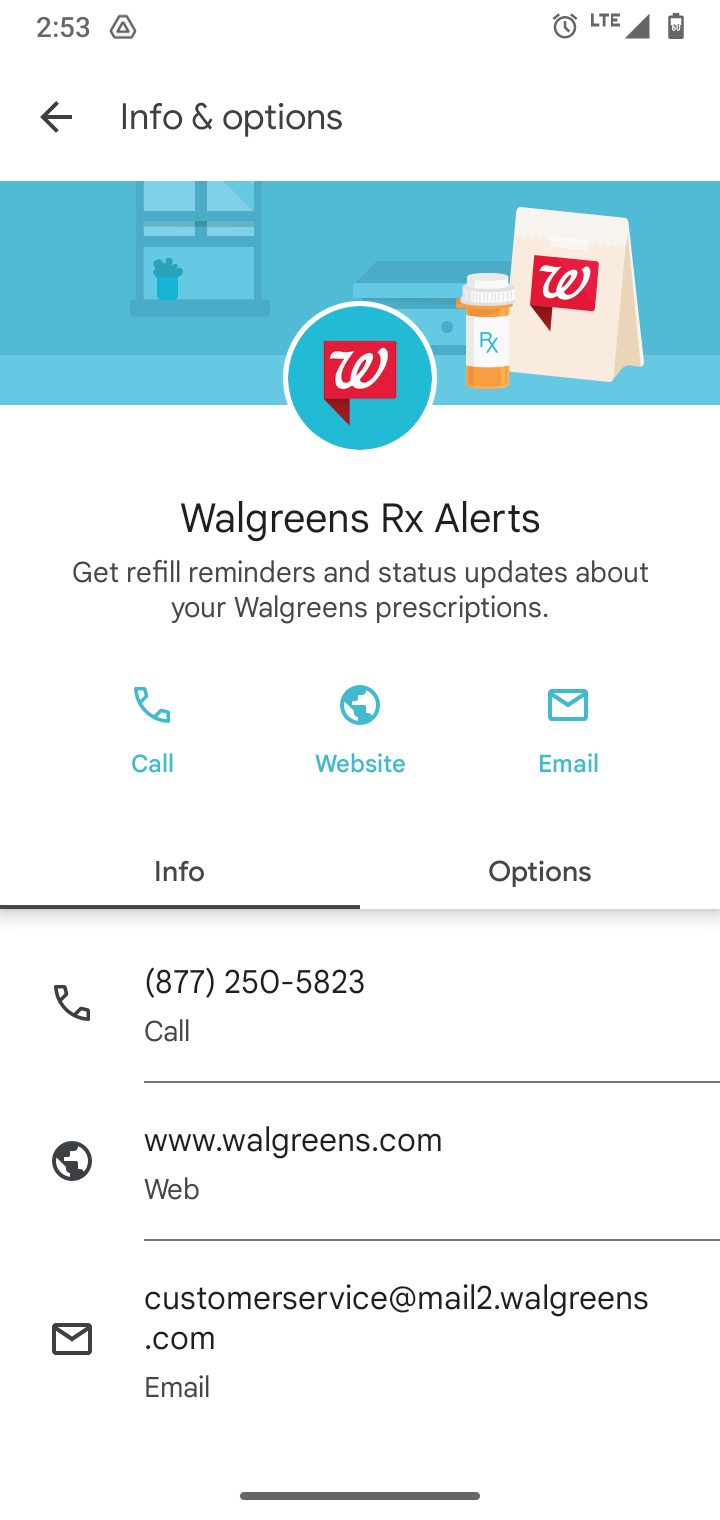 2:53
LTE
Info & options
Rx
Walgreens Rx Alerts
Get refill reminders and status updates about
your Walgreens prescriptions.
Call
Website
Email
Info
Options
(877) 250-5823
Call
www.walgreens.com
Web
customerservice@mail2.walgreens
.com
Email